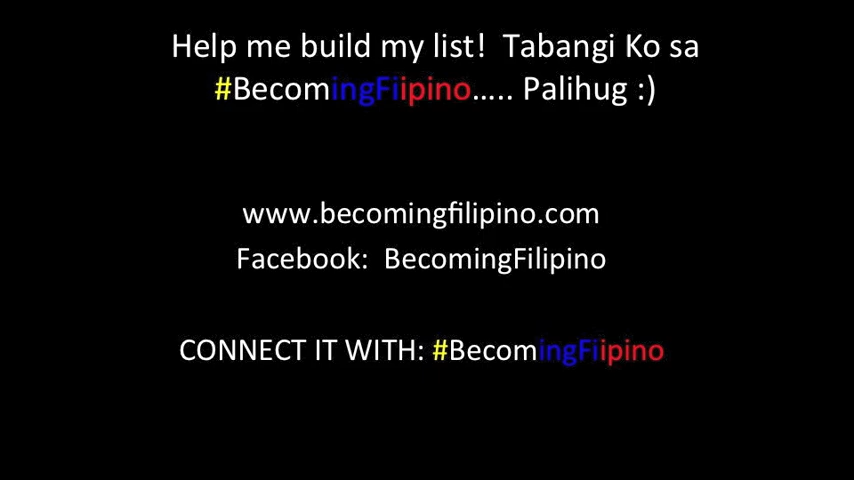 Help me build my list!  Tabangi Ko sa
#BecomingFiipino..... Palihug :)
www.becomingfilipino.com
Facebook:  BecomingFilipino
CONNECT IT WITH: #BecomingFiipino